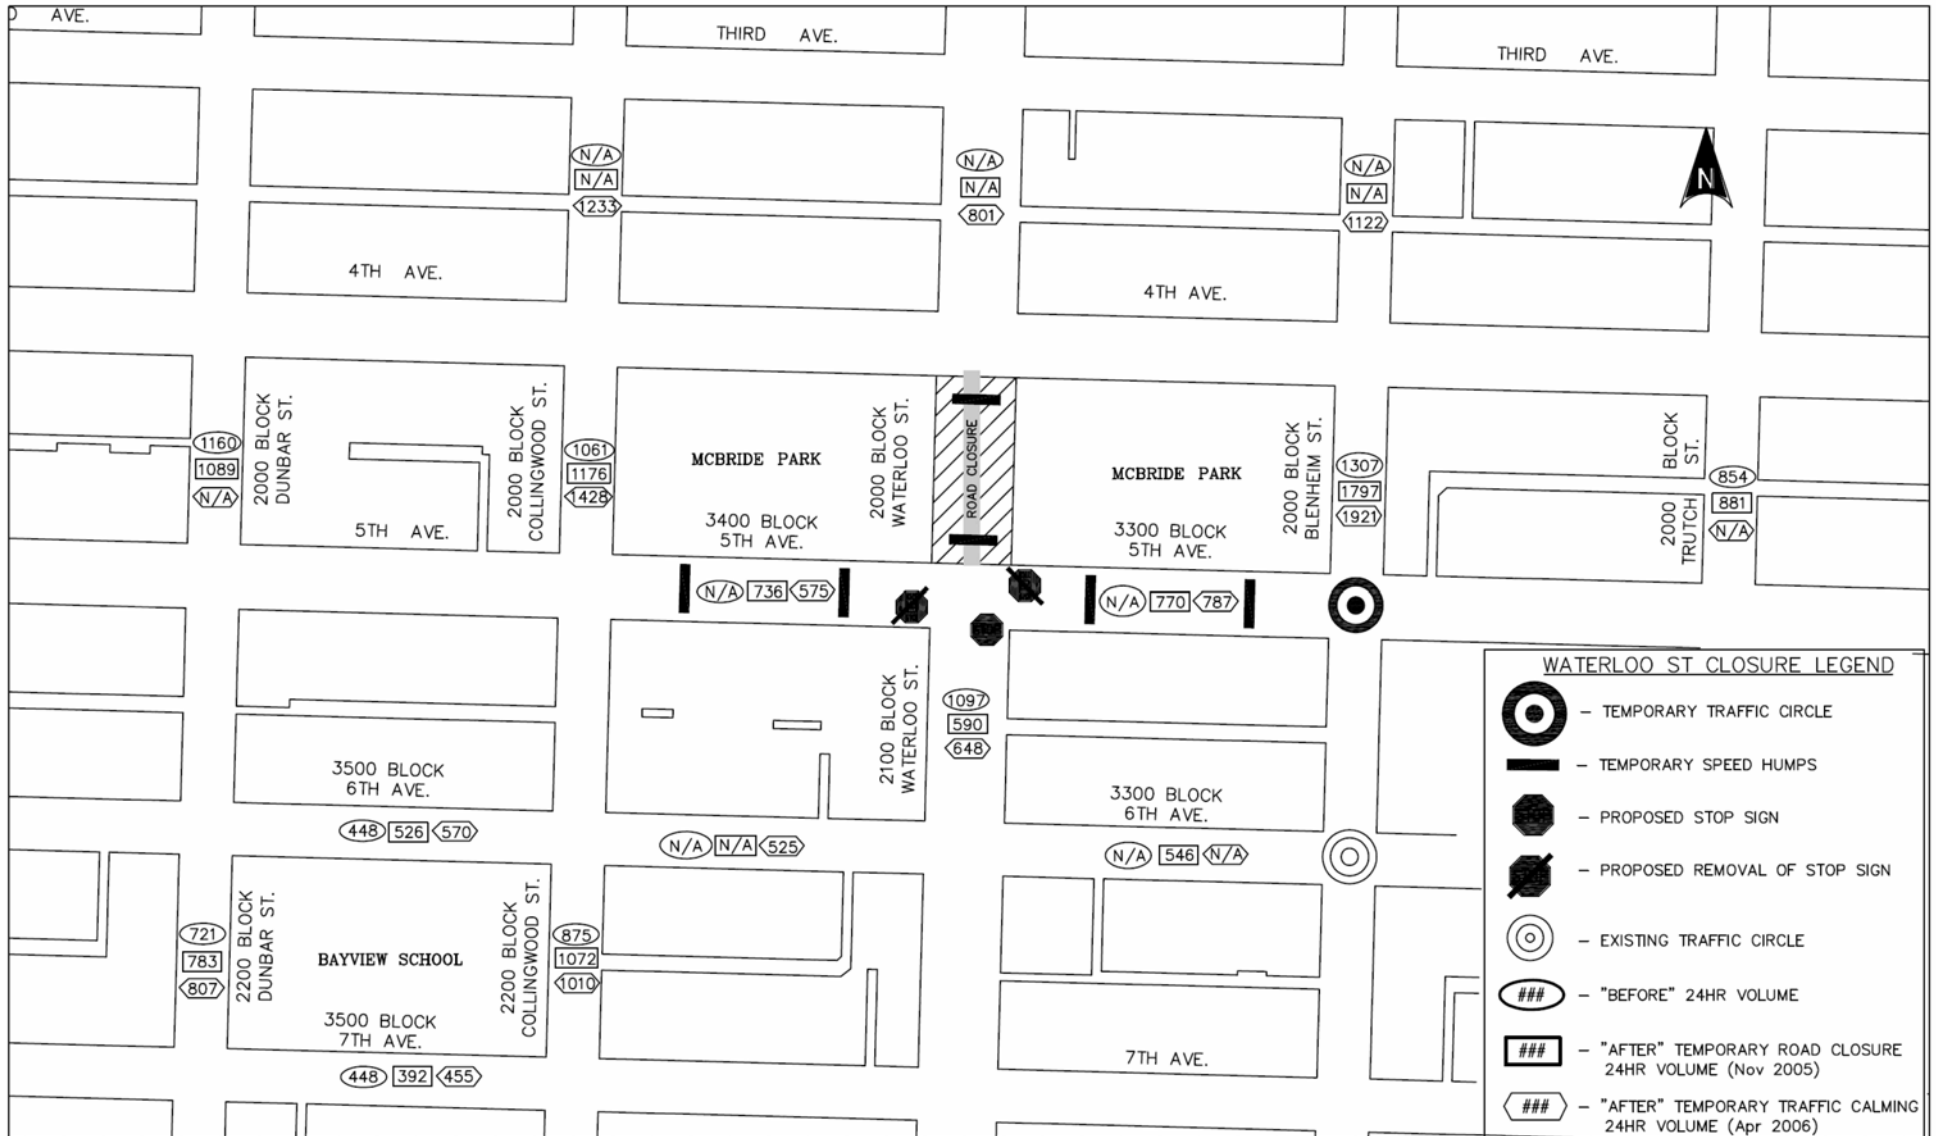 D AVE.
THIRD AVE.
THIRD AVE.
N/A
N/A
1233
N/A
N/A
801
N/A
N/A
1122
N
4TH AVE.
4TH AVE.
1160
1089
N/A
2000 BLOCK
DUNBAR ST.
5TH AVE.
2000 BLOCK
COLLINGWOOD ST.
1061
1176
1428
MCBRIDE PARK
3400 BLOCK
5TH AVE.
2000 BLOCK
WATERLOO ST.
ROAD CLOSURE
MCBRIDE PARK
3300 BLOCK
5TH AVE.
2000 BLOCK
BLENHEIM ST.
1307
1797
1921
2000 BLOCK
TRUTCH ST.
854
881
N/A
N/A 736 575
N/A 770 787
2100 BLOCK
WATERLOO ST.
1097
590
648
3500 BLOCK
6TH AVE.
448 526 570
N/A N/A 525
3300 BLOCK
6TH AVE.
N/A 546 N/A
721
783
807
2200 BLOCK
DUNBAR ST.
BAYVIEW SCHOOL
3500 BLOCK
7TH AVE.
2200 BLOCK
COLLINGWOOD ST.
875
1072
1010
448 392 455
7TH AVE.
WATERLOO ST CLOSURE LEGEND
- TEMPORARY TRAFFIC CIRCLE
- TEMPORARY SPEED HUMPS
- PROPOSED STOP SIGN
- PROPOSED REMOVAL OF STOP SIGN
- EXISTING TRAFFIC CIRCLE
### - "BEFORE" 24HR VOLUME
### - "AFTER" TEMPORARY ROAD CLOSURE
24HR VOLUME (Nov 2005)
### - "AFTER" TEMPORARY TRAFFIC CALMING
24HR VOLUME (Apr 2006)